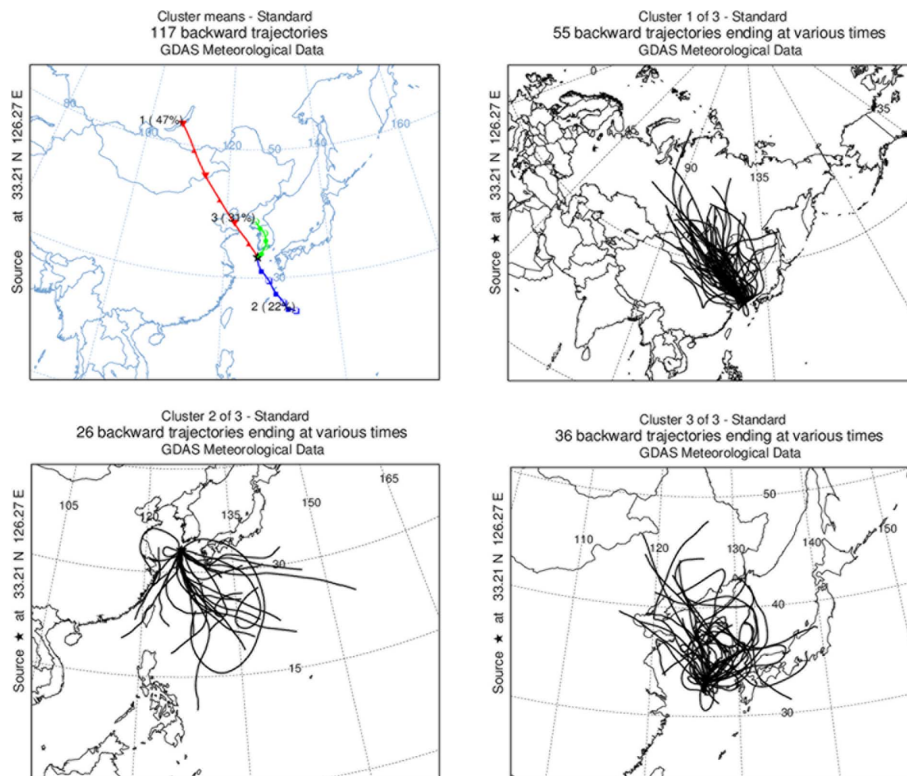 Cluster means - Standard
117 backward trajectories
GDAS Meteorological Data
Source ★ at 33.21 N 126.27 E
80
100
120
50
140
160
1 ( 47%)
3 ( 31%)
30
2 ( 22%)
Cluster 1 of 3 - Standard
55 backward trajectories ending at various times
GDAS Meteorological Data
Source ★ at 33.21 N 126.27 E
0
45
90
135
Cluster 2 of 3 - Standard
26 backward trajectories ending at various times
GDAS Meteorological Data
Source ★ at 33.21 N 126.27 E
105
120
135
150
165
30
15
Cluster 3 of 3 - Standard
36 backward trajectories ending at various times
GDAS Meteorological Data
Source ★ at 33.21 N 126.27 E
110
120
130
140
150
50
40
30